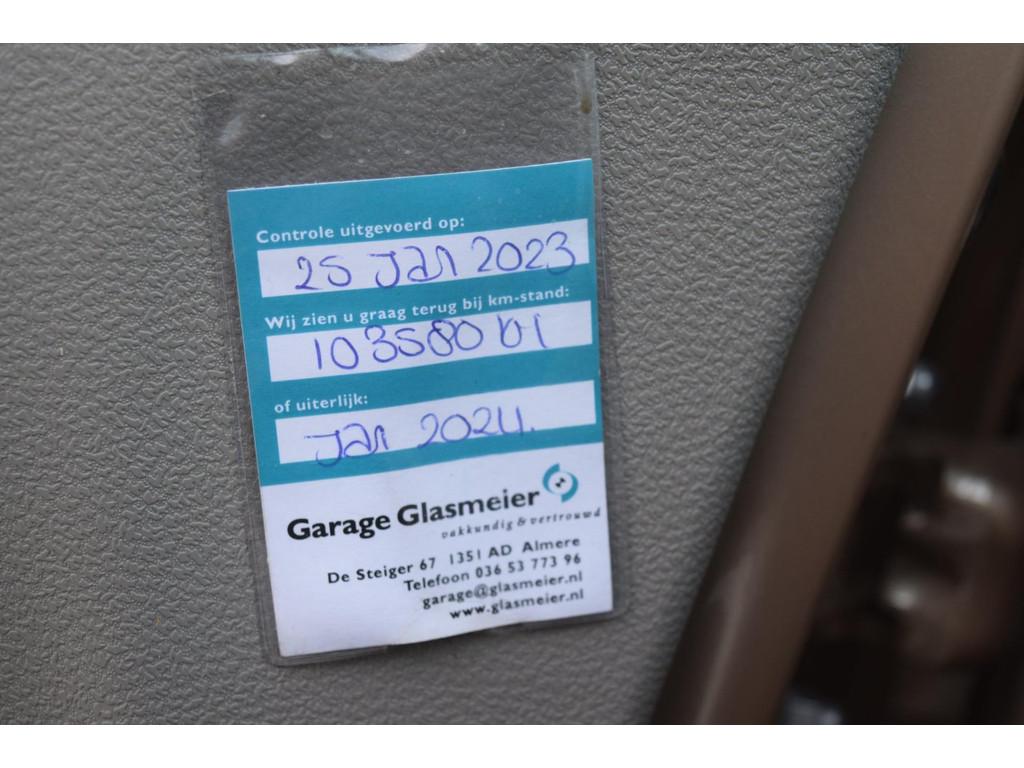 Controle uitgevoerd op:
25 Jan 2023
Wij zien u graag terug bij km-stand:
103580
of uiterlijk:
Jan 2024.
Garage Glasmeier
vakkundig & vertrouwd
De Steiger 67 1351 AD Almere
Telefoon 036 53 773 96
garage@glasmeier.nl
www.glasmeier.nl